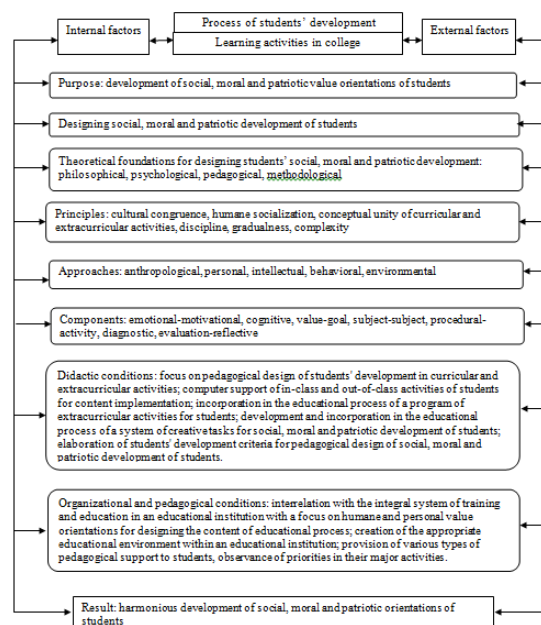 Process of students' development
Internal factors
Learning activities in college
External factors
Purpose: development of social, moral and patriotic value orientations of students
Designing social, moral and patriotic development of students
Theoretical foundations for designing students' social, moral and patriotic development:
philosophical, psychological, pedagogical, methodological
Principles: cultural congruence, humane socialization, conceptual unity of curricular and
extracurricular activities, discipline, gradualness, complexity
Approaches: anthropological, personal, intellectual, behavioral, environmental
Components: emotional-motivational, cognitive, value-goal, subject-subject, procedural-
activity, diagnostic, evaluation-reflective
Didactic conditions: focus on pedagogical design of students' development in curricular and
extracurricular activities; computer support of in-class and out-of-class activities of students
for content implementation; incorporation in the educational process of a program of
extracurricular activities for students; development and incorporation in the educational
process of a system of creative tasks for social, moral and patriotic development of students;
elaboration of students' development criteria for pedagogical design of social, moral and
patriotic development of students.
Organizational and pedagogical conditions: interrelation with the integral system of training
and education in an educational institution with a focus on humane and personal value
orientations for designing the content of educational process; creation of the appropriate
educational environment within an educational institution; provision of various types of
pedagogical support to students, observance of priorities in their major activities.
Result: harmonious development of social, moral and patriotic orientations of
students